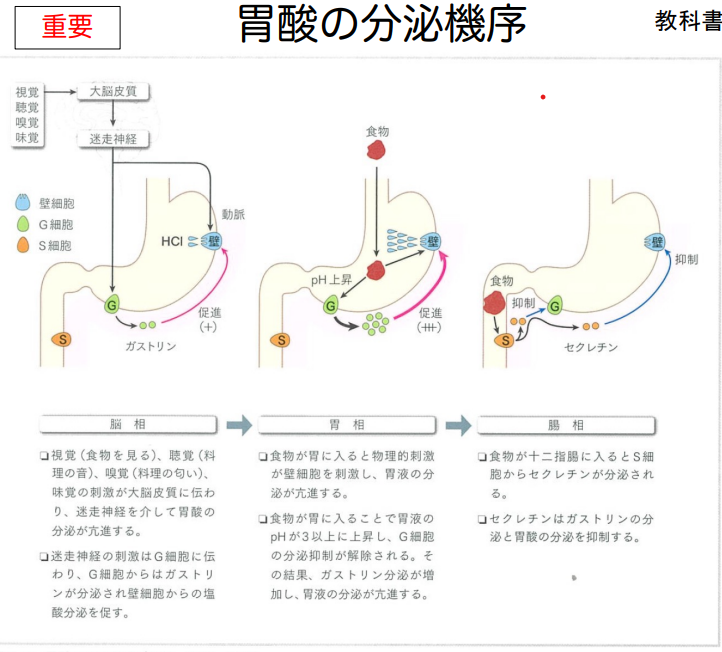 重要
胃酸の分泌機序
教科書
視覚
聴覚
嗅覚
味覚
大脳皮質
迷走神経
壁細胞
G細胞
S細胞
HCl
壁
動脈
G
促進
(+)
ガストリン
S
食物
壁
pH上昇
G
促進
(+++)
S
壁
食物
抑制
抑制
G
S
セクレチン
脳 相
胃 相
腸 相
❏視覚(食物を見る)、聴覚(料
理の音)、嗅覚(料理の匂い)、
味覚の刺激が大脳皮質に伝わ
り、迷走神経を介して胃酸の
分泌が亢進する。
❏迷走神経の刺激はG細胞に伝
わり、G細胞からはガストリ
ンが分泌され壁細胞からの塩
酸分泌を促す。
❏食物が胃に入ると物理的刺激
が壁細胞を刺激し、胃液の分
泌が亢進する。
❏食物が胃に入ることで胃液の
pHが3以上に上昇し、G細胞
の分泌抑制が解除される。そ
の結果、ガストリン分泌が増
加し、胃液の分泌が亢進する。
❏食物が十二指腸に入るとS細
胞からセクレチンが分泌され
る。
❏セクレチンはガストリンの分
泌と胃酸の分泌を抑制する。